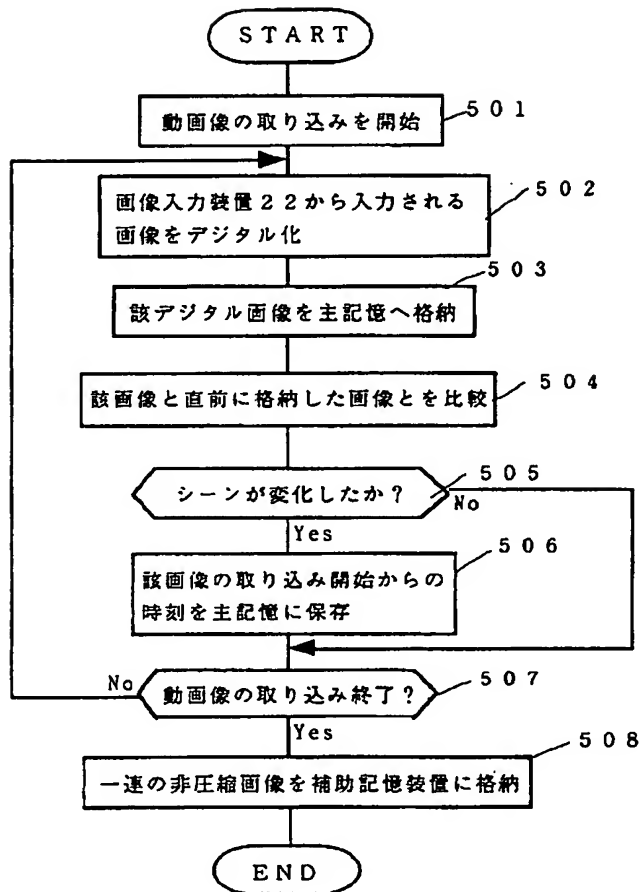 START
動画像の取り込みを開始
501
画像入力装置22から入力される
画像をデジタル化
502
503
該デジタル画像を主記憶へ格納
504
該画像と直前に格納した画像とを比較
505
シーンが変化したか?
No
Yes
506
該画像の取り込み開始からの
時刻を主記憶に保存
No
動画像の取り込み終了?
507
Yes
508
一連の非圧縮画像を補助記憶装置に格納
END